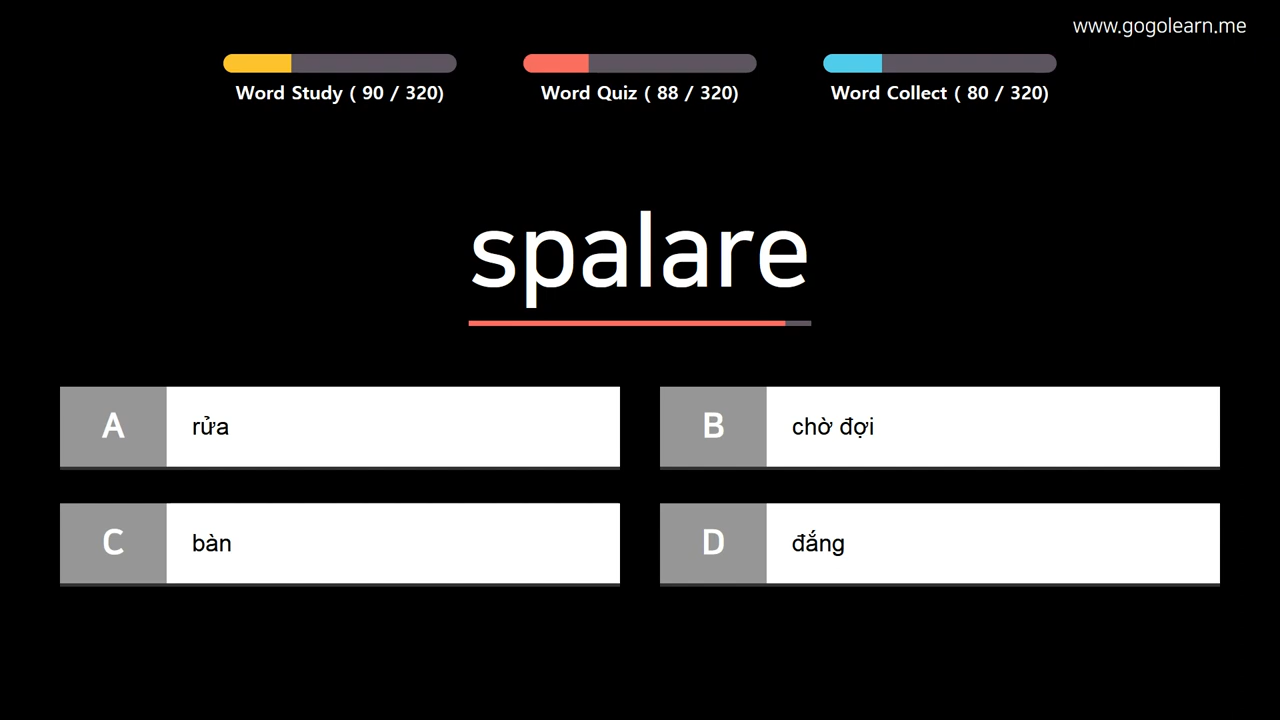 www.gogolearn.me
Word Study ( 90 / 320)
Word Quiz ( 88 / 320)
Word Collect ( 80 / 320)
spalare
A rửa
B chờ đợi
C bàn
D đắng